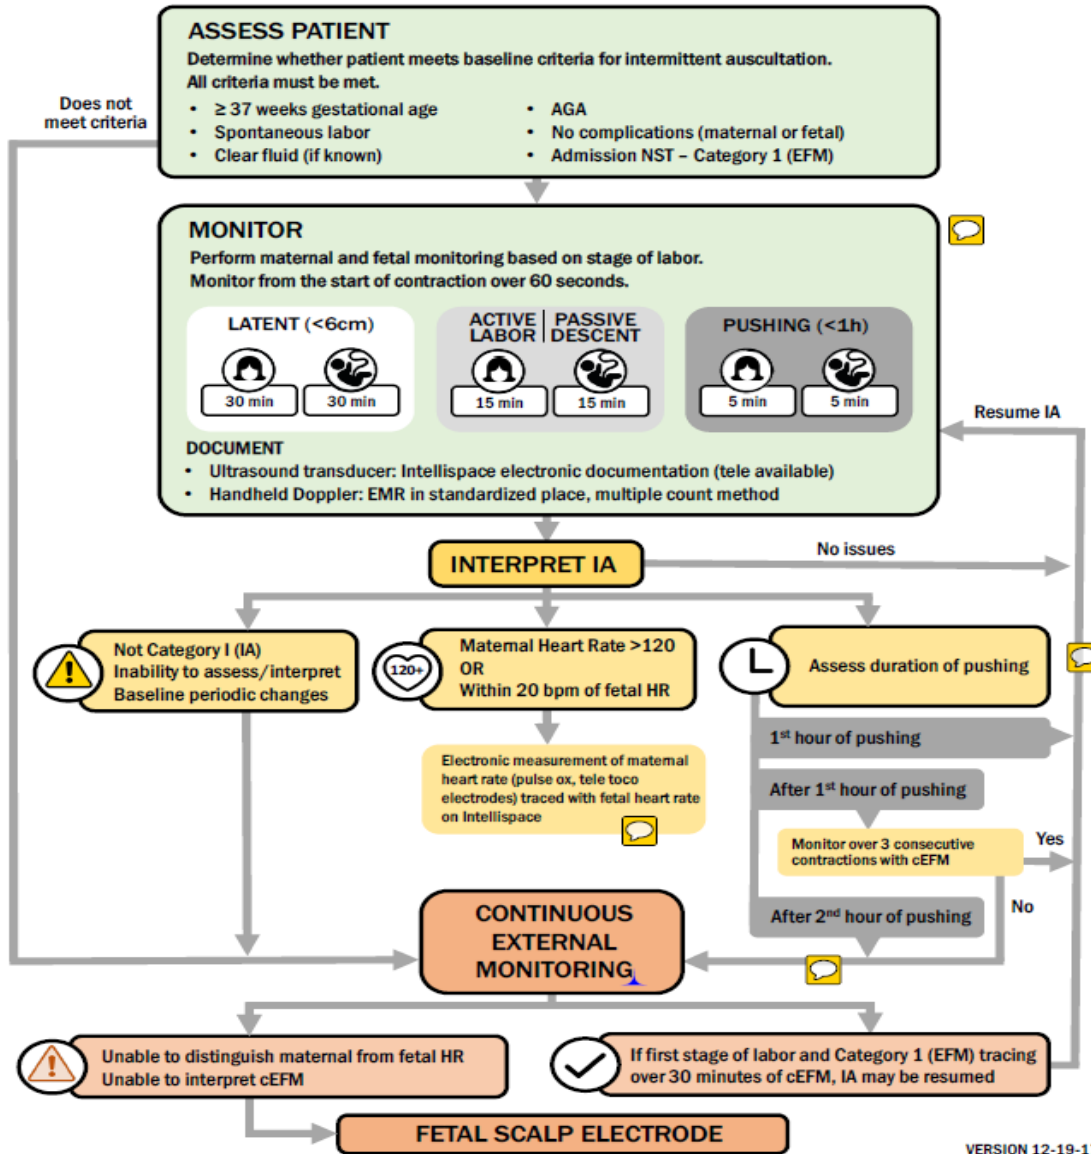 ASSESS PATIENT
Determine whether patient meets baseline criteria for intermittent auscultation.
All criteria must be met.
• ≥ 37 weeks gestational age
• Spontaneous labor
• Clear fluid (if known)
• AGA
• No complications (maternal or fetal)
• Admission NST – Category 1 (EFM)
Does not
meet criteria
MONITOR
Perform maternal and fetal monitoring based on stage of labor.
Monitor from the start of contraction over 60 seconds.
LATENT (<6cm)
30 min
30 min
ACTIVE | PASSIVE
LABOR | DESCENT
15 min
15 min
PUSHING (<1h)
5 min
5 min
Resume IA
DOCUMENT
• Ultrasound transducer: Intellispace electronic documentation (tele available)
• Handheld Doppler: EMR in standardized place, multiple count method
INTERPRET IA
No issues
Not Category I (IA)
Inability to assess/interpret
Baseline periodic changes
120+
Maternal Heart Rate >120
OR
Within 20 bpm of fetal HR
Electronic measurement of maternal
heart rate (pulse ox, tele toco
electrodes) traced with fetal heart rate
on Intellispace
Assess duration of pushing
1st hour of pushing
After 1st hour of pushing
Monitor over 3 consecutive
contractions with cEFM
Yes
No
After 2nd hour of pushing
CONTINUOUS
EXTERNAL
MONITORING
Unable to distinguish maternal from fetal HR
Unable to interpret cEFM
If first stage of labor and Category 1 (EFM) tracing
over 30 minutes of cEFM, IA may be resumed
FETAL SCALP ELECTRODE
VERSION 12-19-1